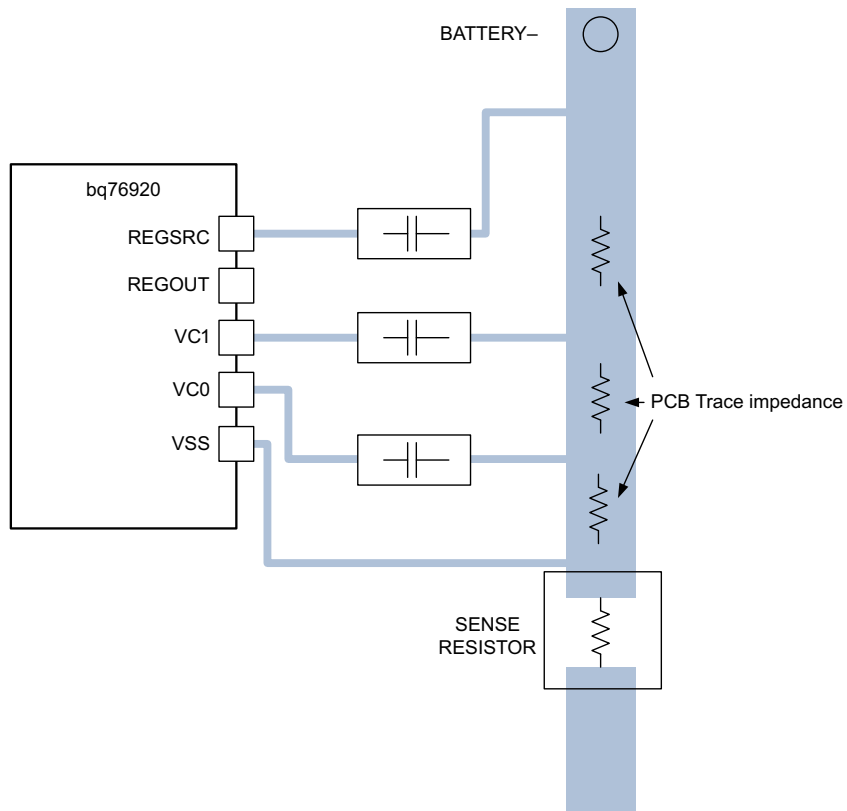 BATTERY–
bq76920
REGSRC
REGOUT
VC1
VC0
VSS
PCB Trace impedance
SENSE
RESISTOR